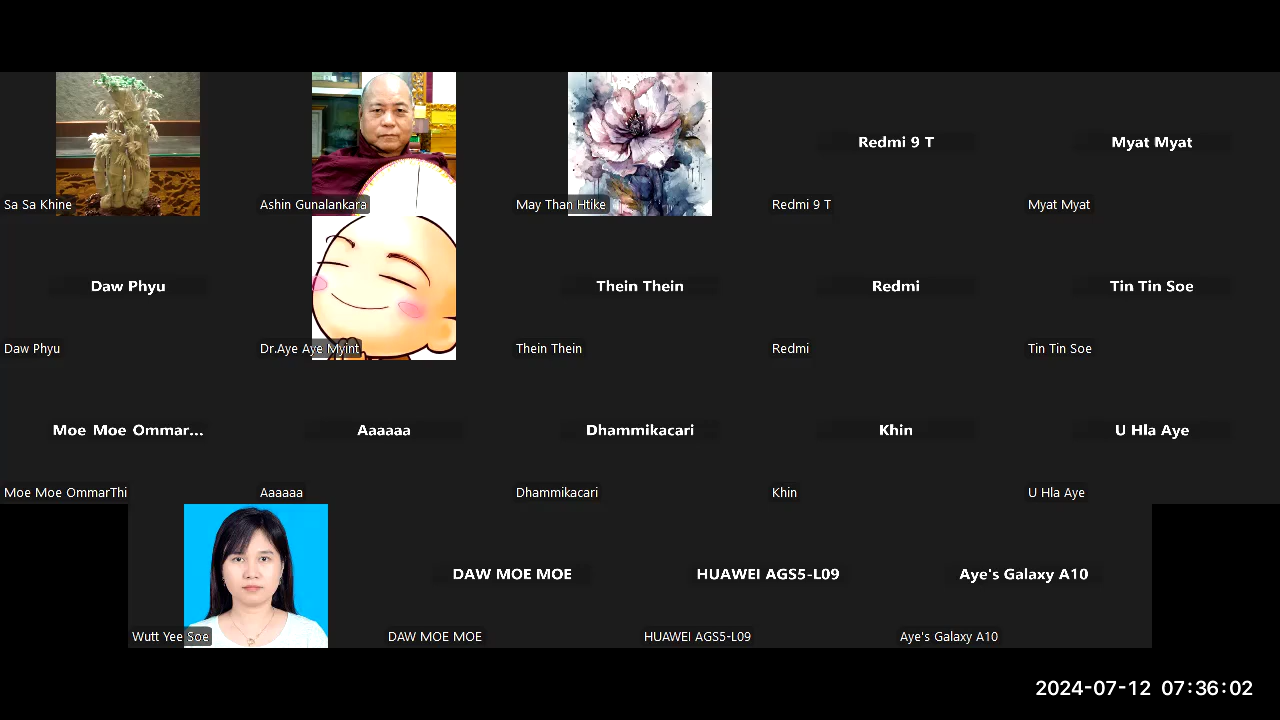 Sa Sa Khine
Ashin Gunalankara
May Than Htike
Redmi 9 T
Redmi 9 T
Myat Myat
Myat Myat
Daw Phyu
Daw Phyu
Dr.Aye Aye Myint
Thein Thein
Thein Thein
Redmi
Redmi
Tin Tin Soe
Tin Tin Soe
Moe Moe Ommar...
Moe Moe OmmarThi
Aaaaaa
Aaaaaa
Dhammikacari
Dhammikacari
Khin
Khin
U Hla Aye
U Hla Aye
Wutt Yee Soe
DAW MOE MOE
DAW MOE MOE
HUAWEI AGS5-L09
HUAWEI AGS5-L09
Aye's Galaxy A10
Aye's Galaxy A10
2024-07-12 07:36:02